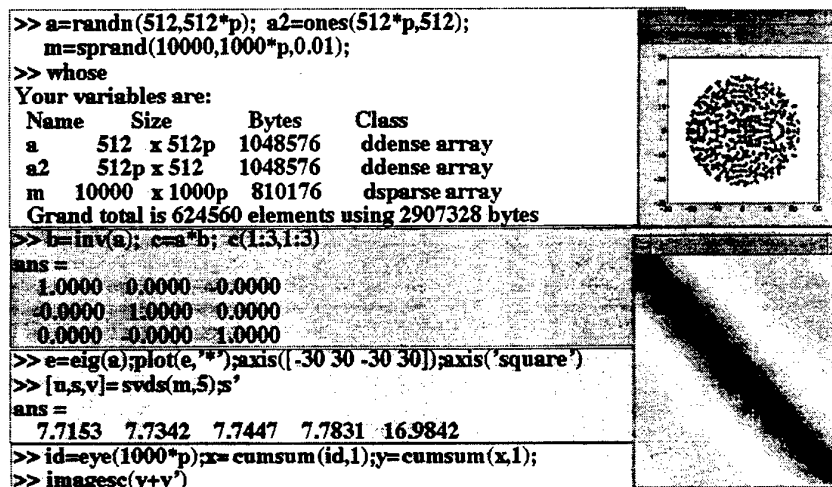 >> a=randn(512,512*p); a2=ones(512*p,512);
m=sprand(10000,1000*p,0.01);
>> whose
Your variables are:
Name Size Bytes Class
a 512 x 512p 1048576 ddense array
a2 512p x 512 1048576 ddense array
m 10000 x 1000p 810176 dsparse array
Grand total is 624560 elements using 2907328 bytes
>> b=inv(a); c=a*b; c(1:3,1:3)
ans =
1.0000 0.0000 -0.0000
-0.0000 1.0000 0.0000
0.0000 -0.0000 1.0000
>> e=eig(a);plot(e,'*');axis([-30 30 -30 30]);axis('square')
>> [u,s,v]=svds(m,5);s'
ans =
7.7153 7.7342 7.7447 7.7831 16.9842
>> id=eye(1000*p);x=cumsum(id,1);y=cumsum(x,1);
>> imagesc(y+y')